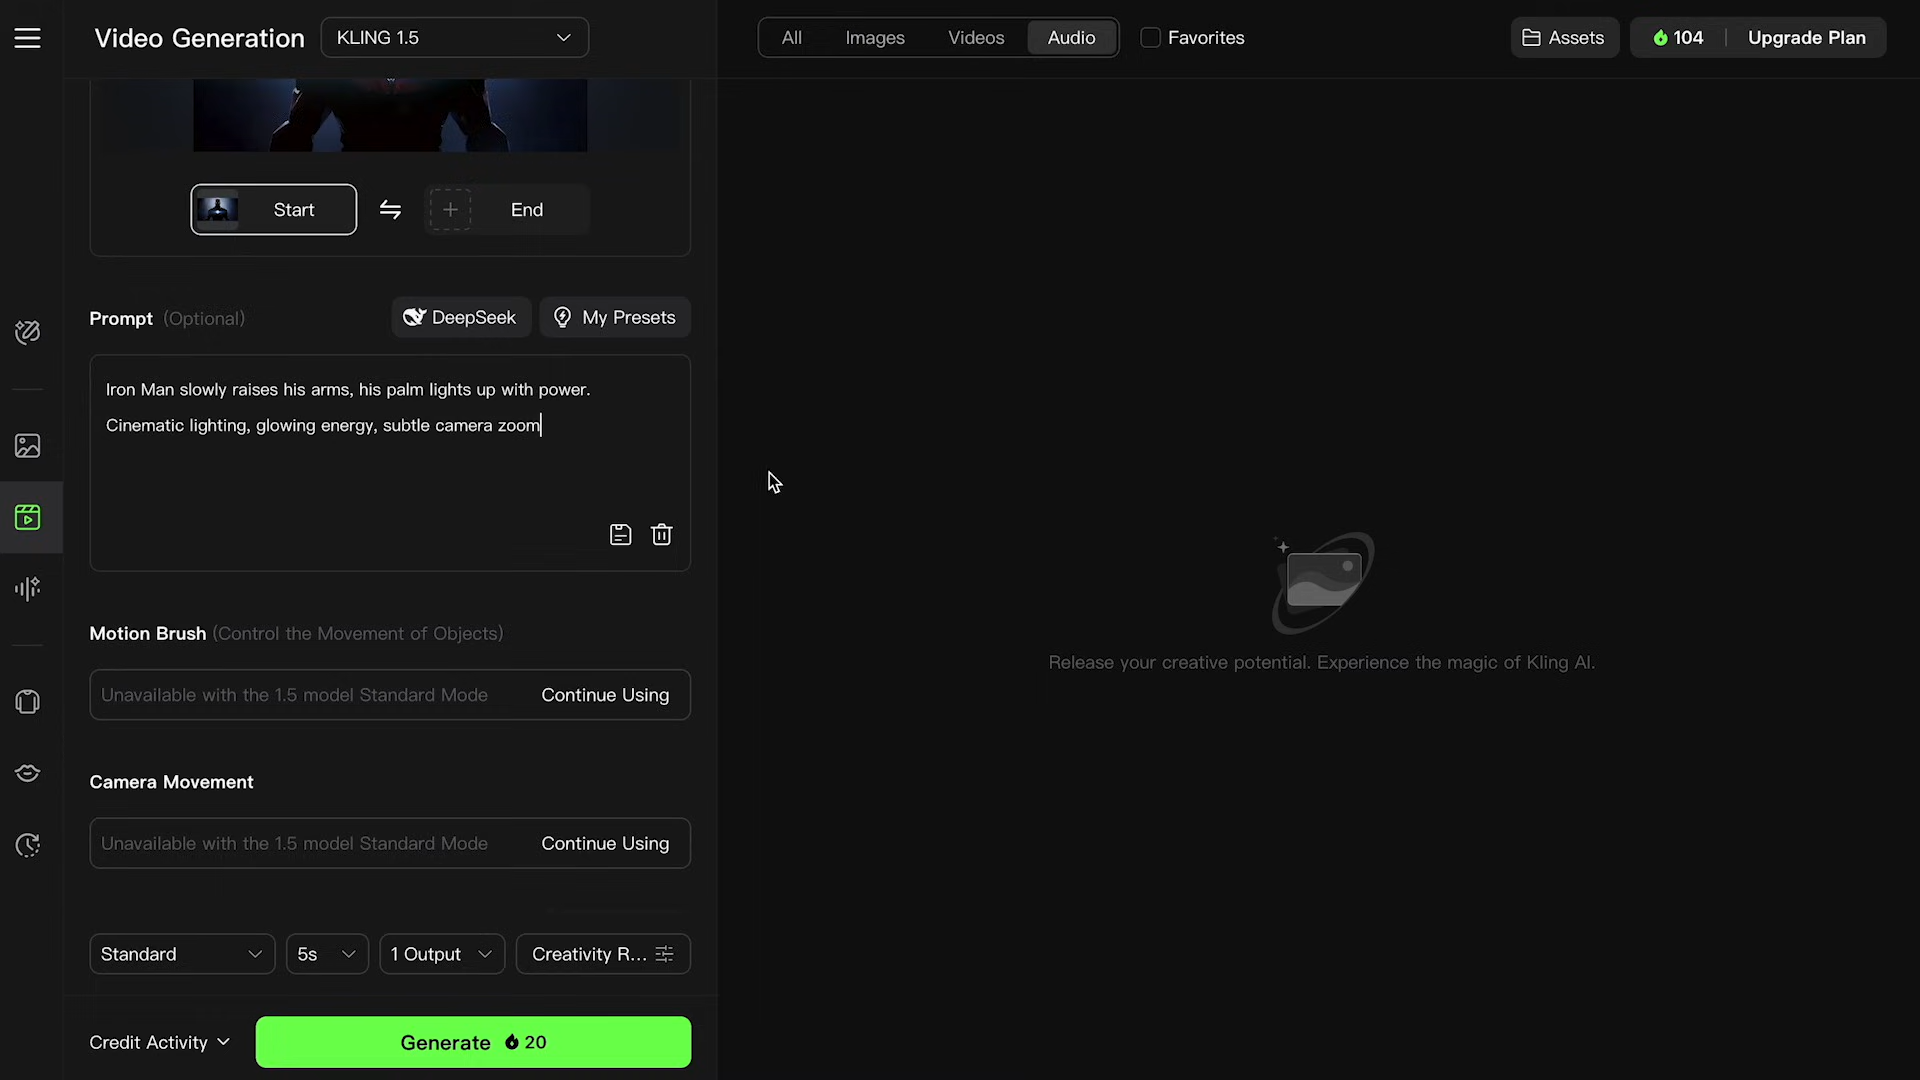 Video Generation
KLING 1.5
All
Images
Videos
Audio
Favorites
Assets
104
Upgrade Plan
Start
End
Prompt (Optional)
DeepSeek
My Presets
Iron Man slowly raises his arms, his palm lights up with power.
Cinematic lighting, glowing energy, subtle camera zoom
Motion Brush (Control the Movement of Objects)
Unavailable with the 1.5 model Standard Mode
Continue Using
Release your creative potential. Experience the magic of Kling AI.
Camera Movement
Unavailable with the 1.5 model Standard Mode
Continue Using
Standard
5s
1 Output
Creativity R...
Credit Activity
Generate 20